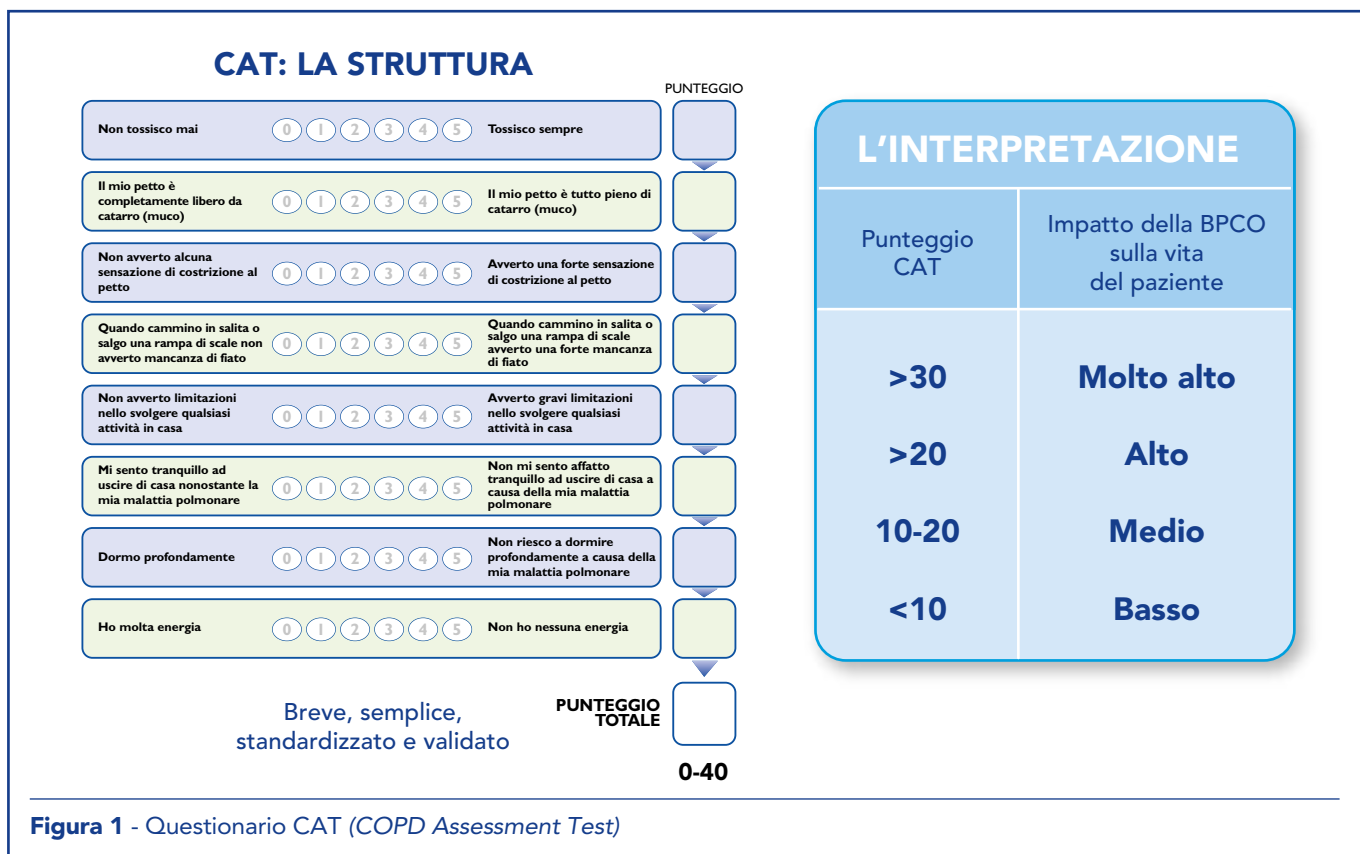 CAT: LA STRUTTURA
PUNTEGGIO
Non tossisco mai
0 1 2 3 4 5
Tossisco sempre
Il mio petto è
completamente libero da
catarro (muco)
0 1 2 3 4 5
Il mio petto è tutto pieno di
catarro (muco)
Non avverto alcuna
sensazione di costrizione al
petto
0 1 2 3 4 5
Avverto una forte sensazione
di costrizione al petto
Quando cammino in salita o
salgo una rampa di scale non
avverto mancanza di fiato
0 1 2 3 4 5
Quando cammino in salita o
salgo una rampa di scale
avverto una forte mancanza
di fiato
Non avverto limitazioni
nello svolgere qualsiasi
attività in casa
0 1 2 3 4 5
Avverto gravi limitazioni
nello svolgere qualsiasi
attività in casa
Mi sento tranquillo ad
uscire di casa nonostante la
mia malattia polmonare
0 1 2 3 4 5
Non mi sento affatto
tranquillo ad uscire di casa a
causa della mia malattia
polmonare
Dormo profondamente
0 1 2 3 4 5
Non riesco a dormire
profondamente a causa della
mia malattia polmonare
Ho molta energia
0 1 2 3 4 5
Non ho nessuna energia
Breve, semplice,
standardizzato e validato
PUNTEGGIO
TOTALE
0-40
L'INTERPRETAZIONE
Punteggio
CAT
Impatto della BPCO
sulla vita
del paziente
>30 Molto alto
>20 Alto
10-20 Medio
<10 Basso
Figura 1 - Questionario CAT (COPD Assessment Test)